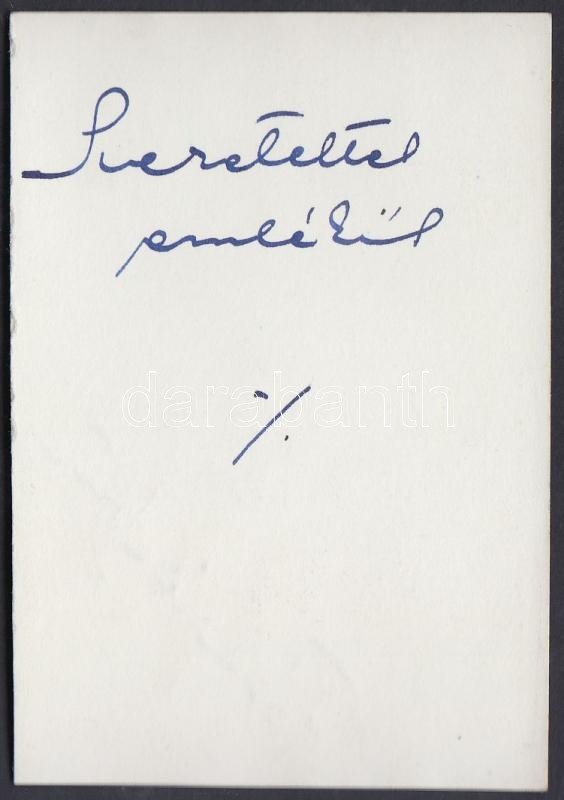 Szeretettel
emlékül
·/.
darabanth